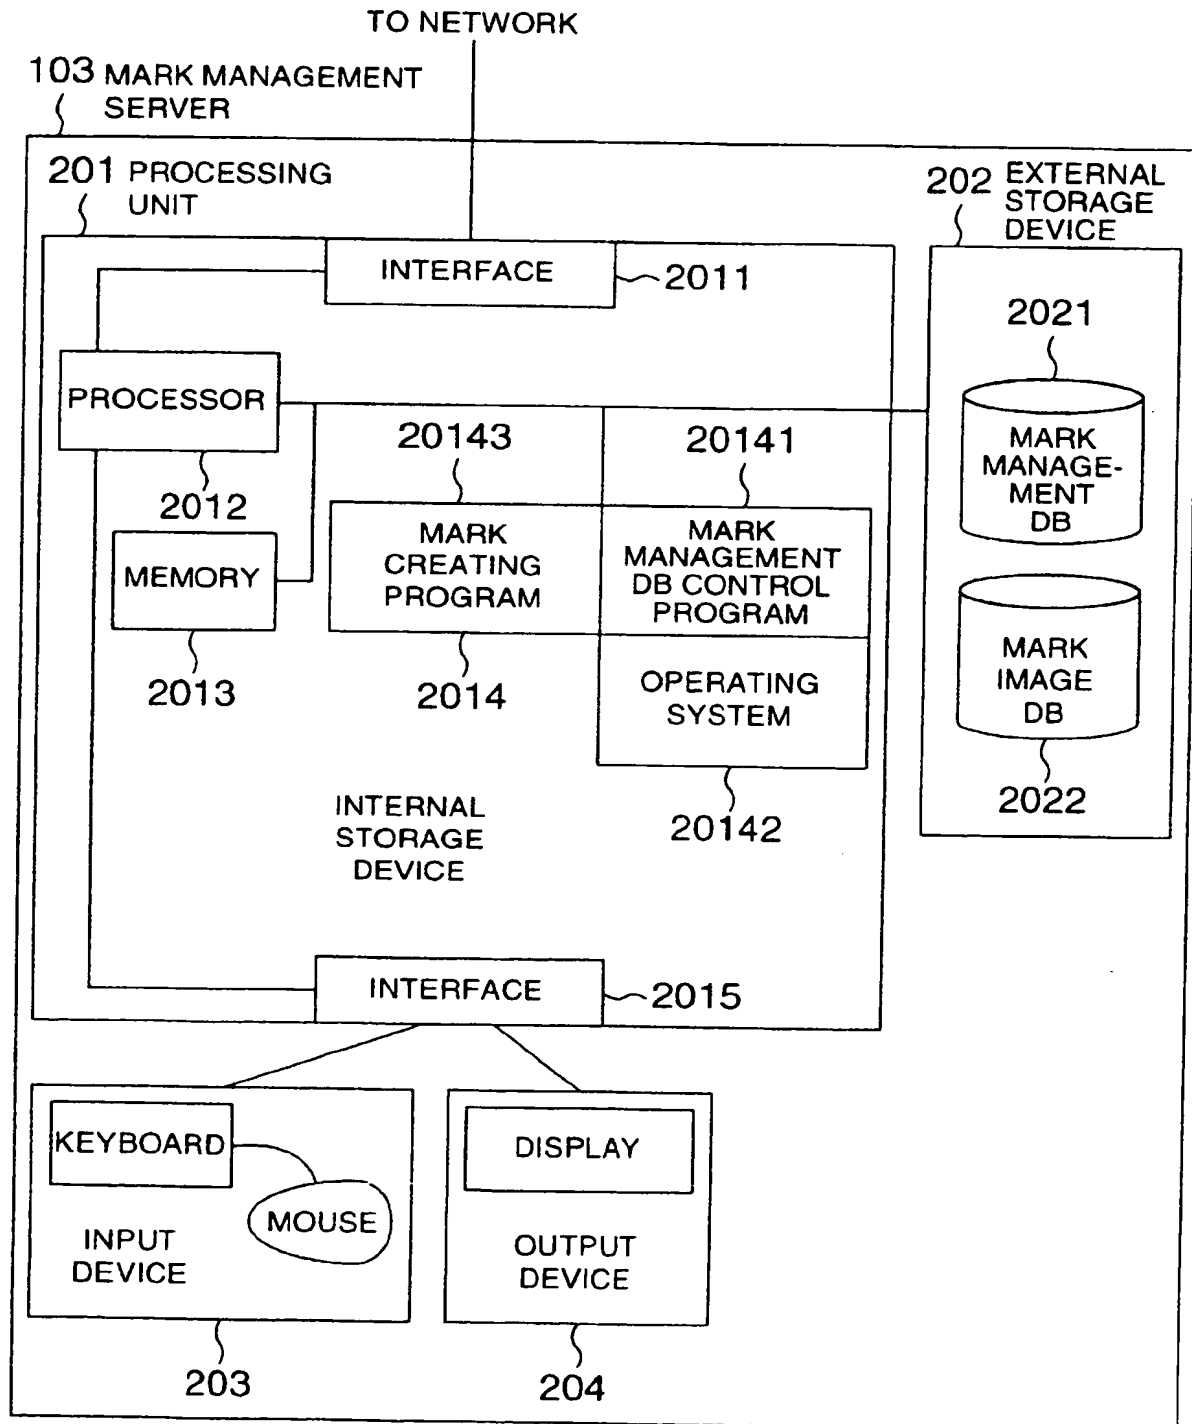 TO NETWORK
103 MARK MANAGEMENT
SERVER
201 PROCESSING
UNIT
202 EXTERNAL
STORAGE
DEVICE
INTERFACE
2011
2021
PROCESSOR
2012
20143
20141
MARK
MANAGE-
MENT
DB
MEMORY
2013
MARK
CREATING
PROGRAM
2014
MARK
MANAGEMENT
DB CONTROL
PROGRAM
OPERATING
SYSTEM
20142
MARK
IMAGE
DB
2022
INTERNAL
STORAGE
DEVICE
INTERFACE
2015
KEYBOARD
MOUSE
INPUT
DEVICE
203
DISPLAY
OUTPUT
DEVICE
204